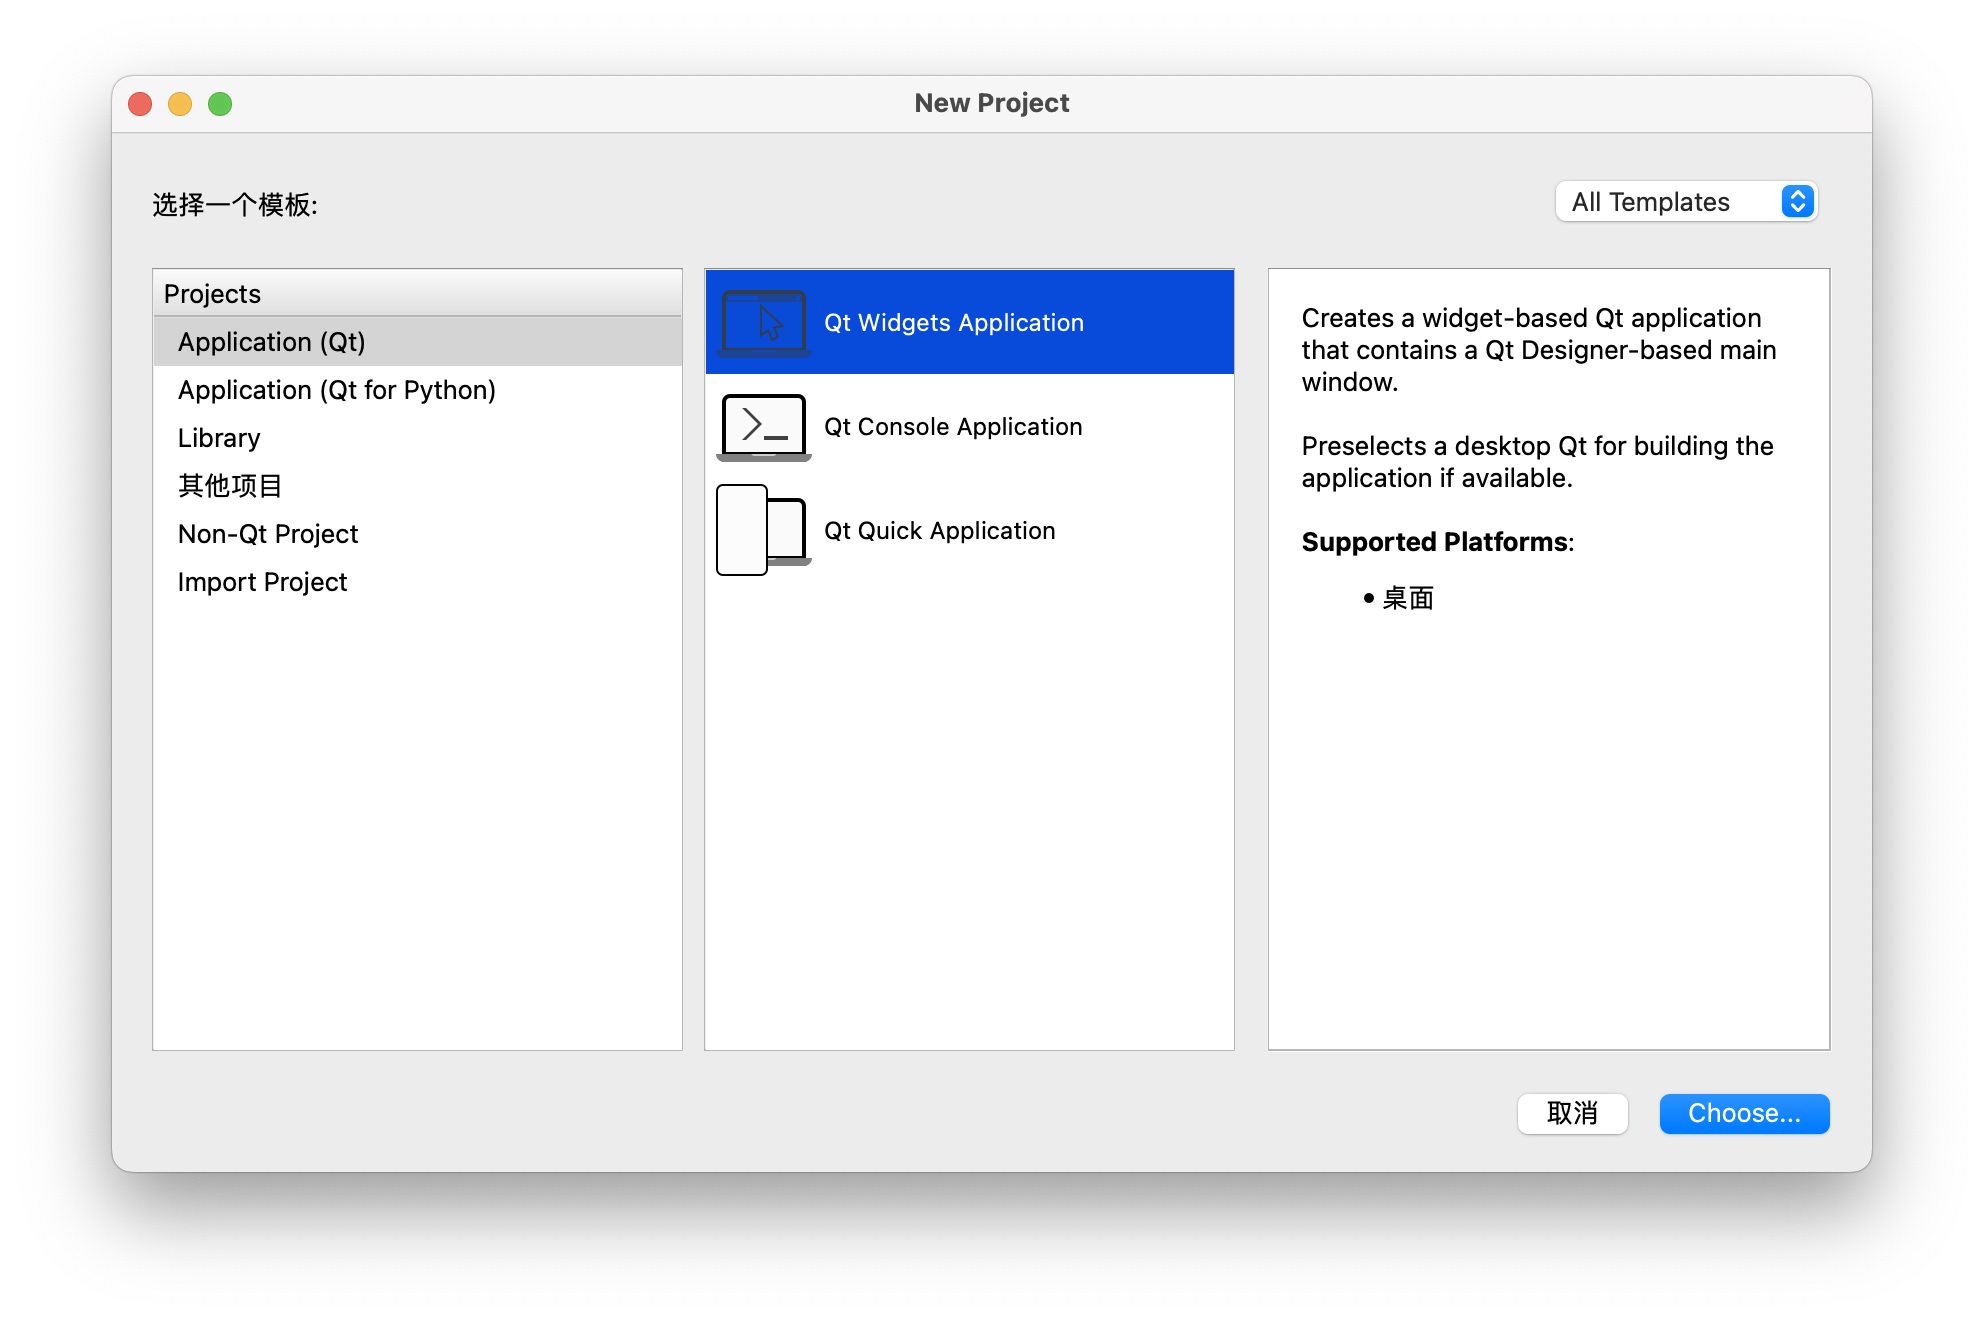 New Project
选择一个模板:
All Templates
Projects
Application (Qt)
Application (Qt for Python)
Library
其他项目
Non-Qt Project
Import Project
Qt Widgets Application
Qt Console Application
Qt Quick Application
Creates a widget-based Qt application
that contains a Qt Designer-based main
window.
Preselects a desktop Qt for building the
application if available.
Supported Platforms:
• 桌面
取消
Choose...